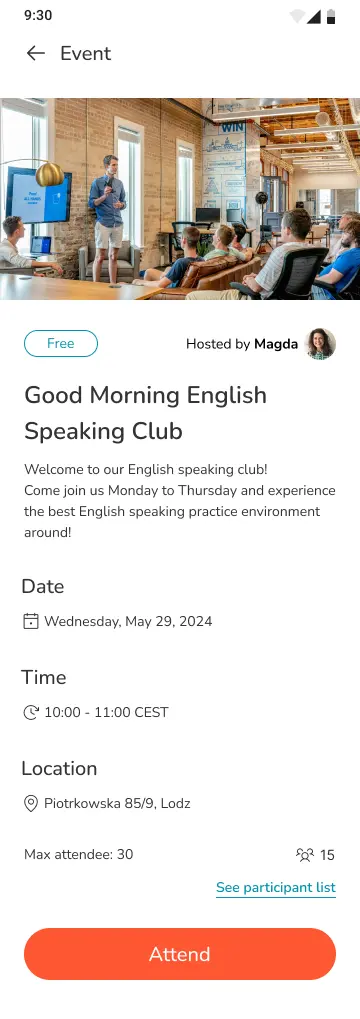 9:30
Event
WIN
Free
Hosted by Magda
Good Morning English
Speaking Club
Welcome to our English speaking club!
Come join us Monday to Thursday and experience
the best English speaking practice environment
around!
Date
Wednesday, May 29, 2024
Time
10:00 - 11:00 CEST
Location
Piotrkowska 85/9, Lodz
Max attendee: 30
15
See participant list
Attend